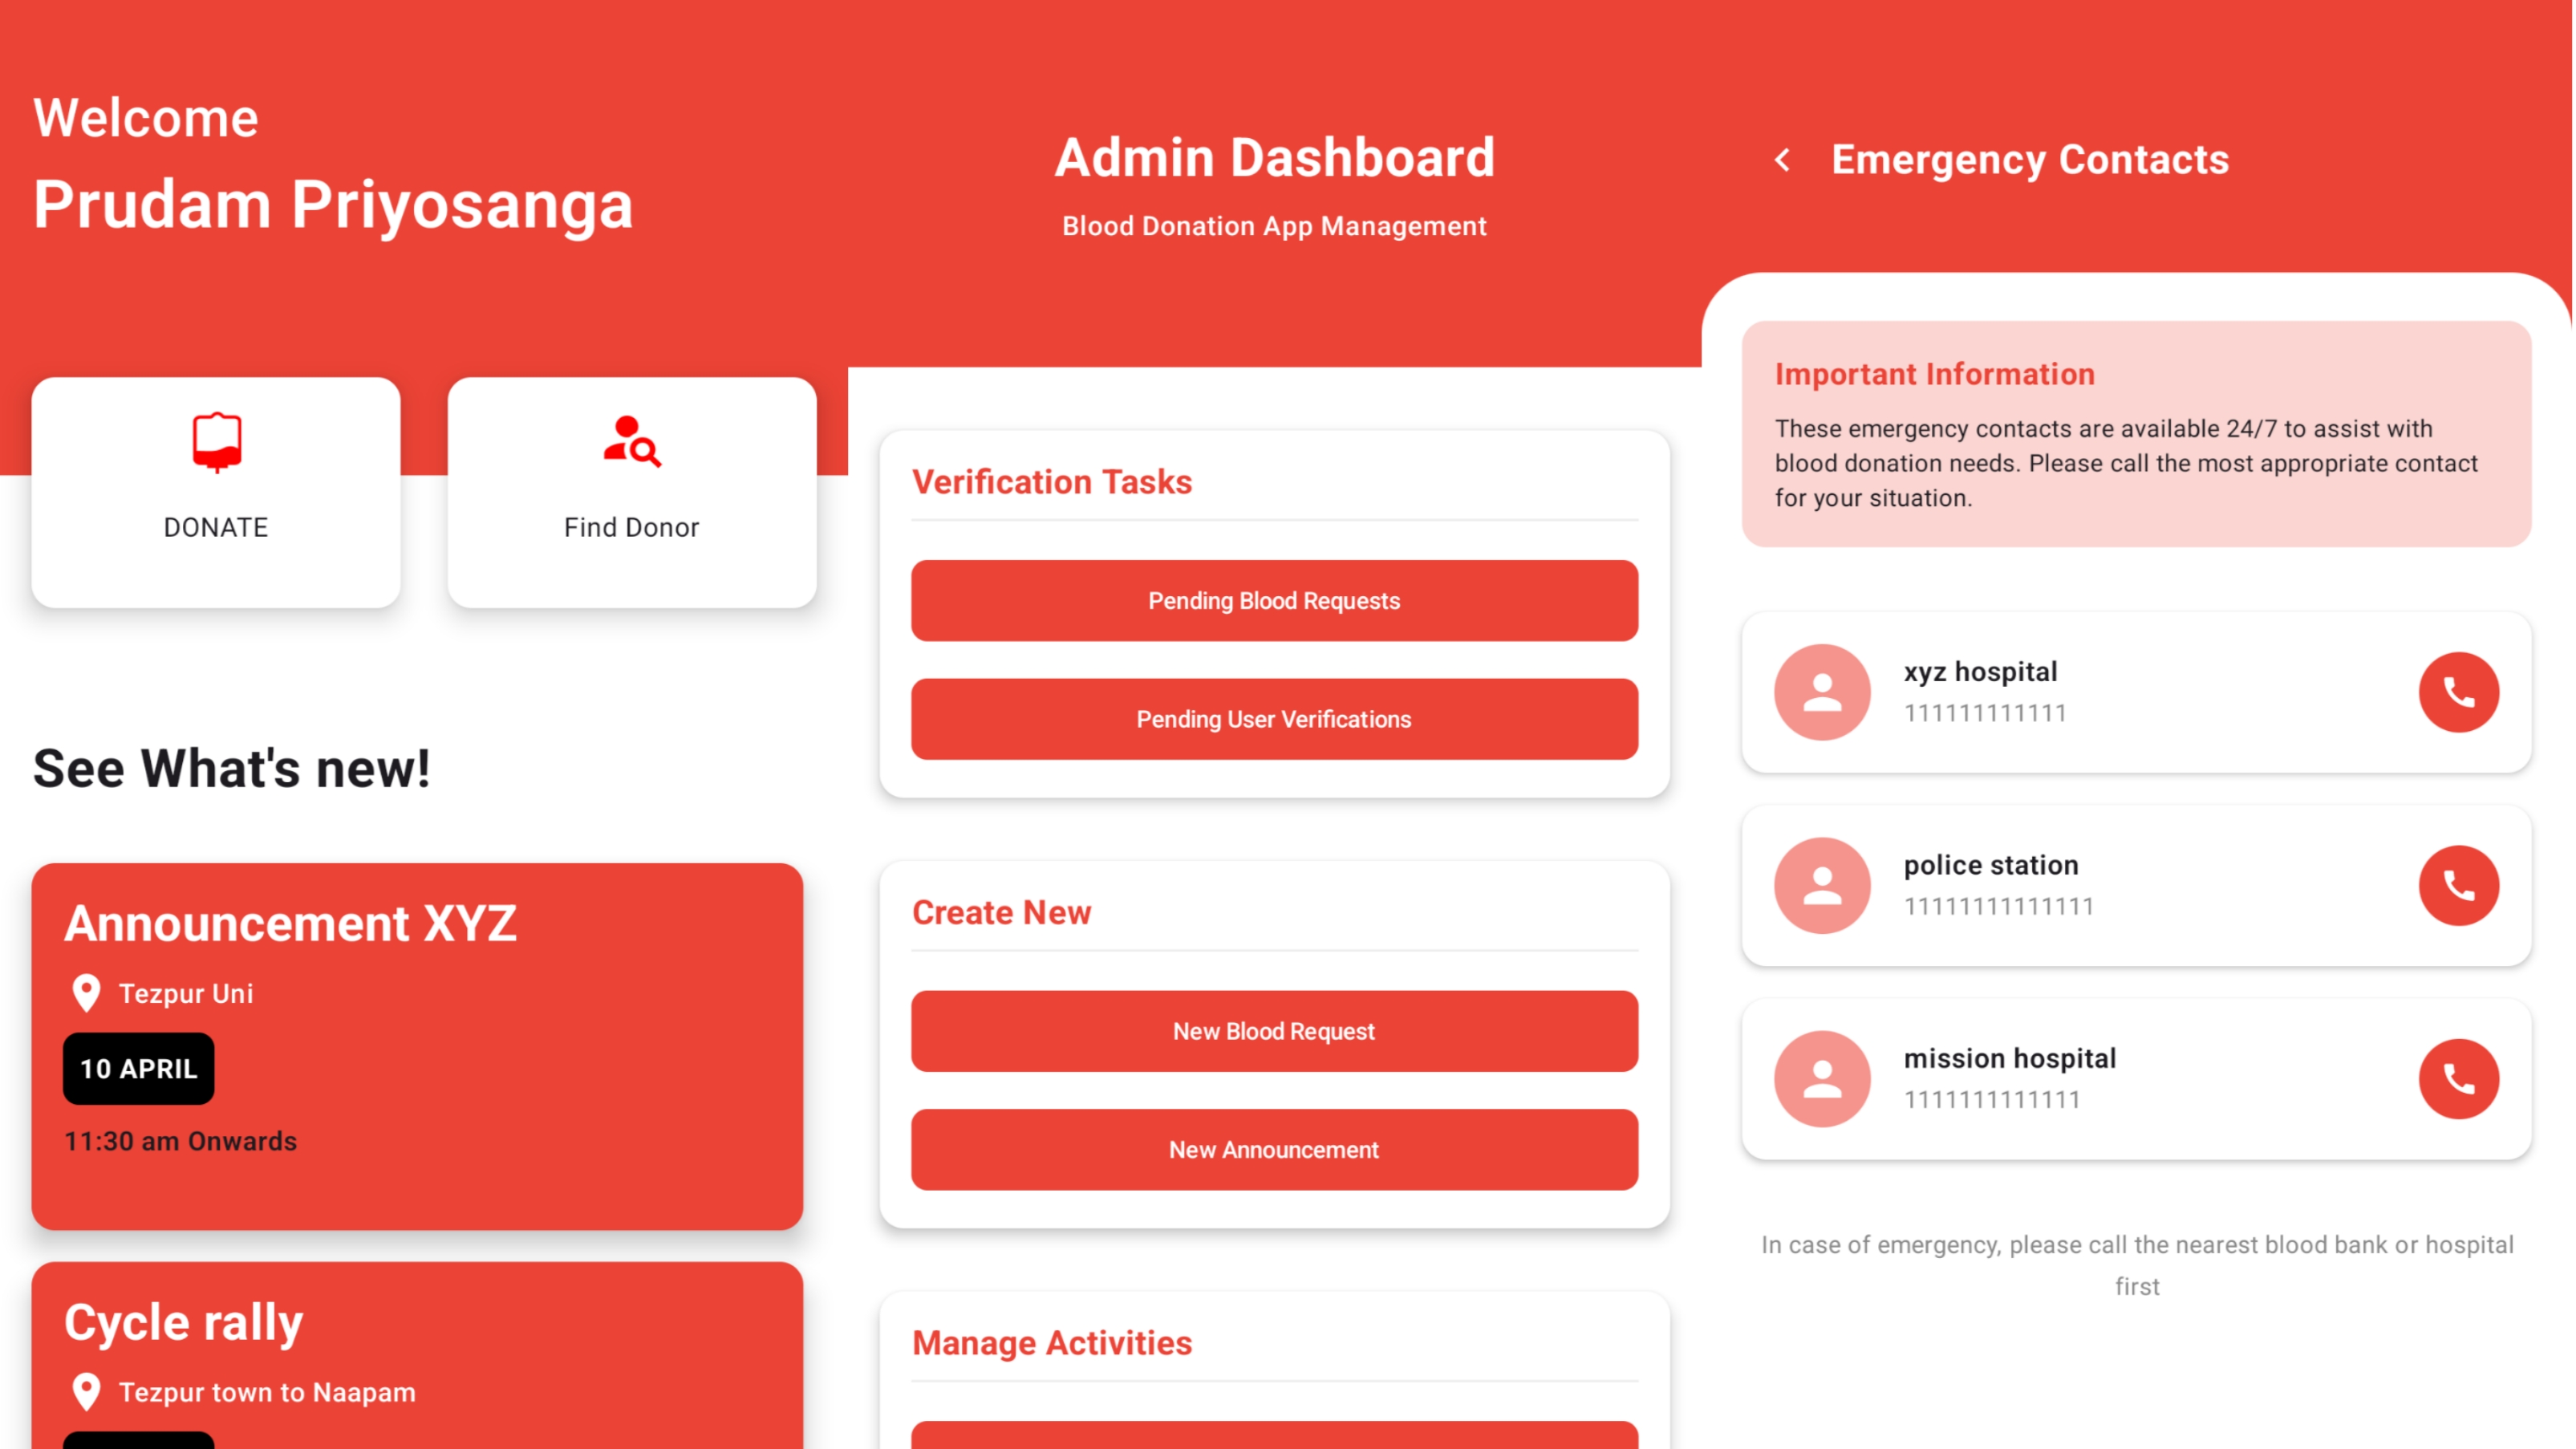 Welcome
Prudam Priyosanga
DONATE
Find Donor
See What's new!
Announcement XYZ
Tezpur Uni
10 APRIL
11:30 am Onwards
Cycle rally
Tezpur town to Naapam
Admin Dashboard
Blood Donation App Management
Verification Tasks
Pending Blood Requests
Pending User Verifications
Create New
New Blood Request
New Announcement
Manage Activities
Emergency Contacts
Important Information
These emergency contacts are available 24/7 to assist with
blood donation needs. Please call the most appropriate contact
for your situation.
xyz hospital
111111111111
police station
11111111111111
mission hospital
1111111111111
In case of emergency, please call the nearest blood bank or hospital
first